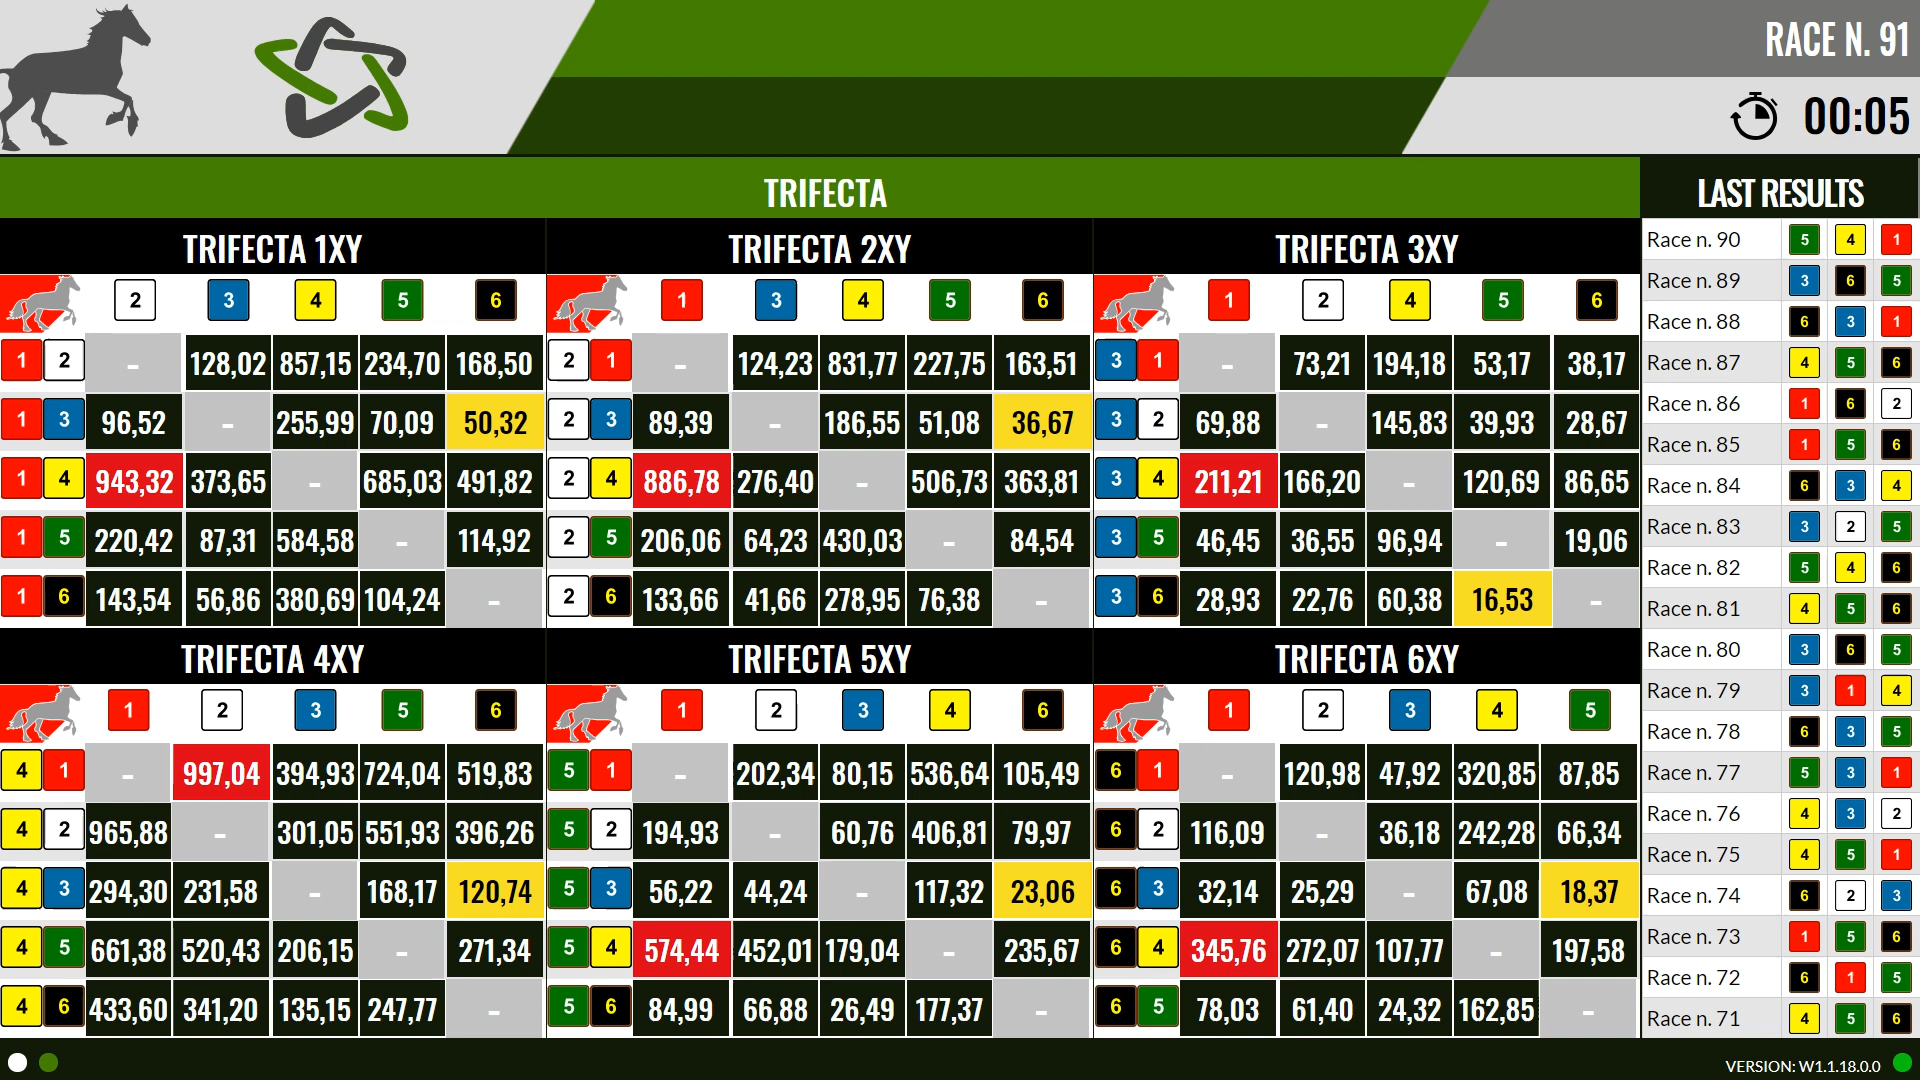 RACE N. 91
00:05
TRIFECTA
LAST RESULTS
TRIFECTA 1XY
2 3 4 5 6
1 2 - 128,02 857,15 234,70 168,50
1 3 96,52 - 255,99 70,09 50,32
1 4 943,32 373,65 - 685,03 491,82
1 5 220,42 87,31 584,58 - 114,92
1 6 143,54 56,86 380,69 104,24 -
TRIFECTA 2XY
1 3 4 5 6
2 1 - 124,23 831,77 227,75 163,51
2 3 89,39 - 186,55 51,08 36,67
2 4 886,78 276,40 - 506,73 363,81
2 5 206,06 64,23 430,03 - 84,54
2 6 133,66 41,66 278,95 76,38 -
TRIFECTA 3XY
1 2 4 5 6
3 1 - 73,21 194,18 53,17 38,17
3 2 69,88 - 145,83 39,93 28,67
3 4 211,21 166,20 - 120,69 86,65
3 5 46,45 36,55 96,94 - 19,06
3 6 28,93 22,76 60,38 16,53 -
TRIFECTA 4XY
1 2 3 5 6
4 1 - 997,04 394,93 724,04 519,83
4 2 965,88 - 301,05 551,93 396,26
4 3 294,30 231,58 - 168,17 120,74
4 5 661,38 520,43 206,15 - 271,34
4 6 433,60 341,20 135,15 247,77 -
TRIFECTA 5XY
1 2 3 4 6
5 1 - 202,34 80,15 536,64 105,49
5 2 194,93 - 60,76 406,81 79,97
5 3 56,22 44,24 - 117,32 23,06
5 4 574,44 452,01 179,04 - 235,67
5 6 84,99 66,88 26,49 177,37 -
TRIFECTA 6XY
1 2 3 4 5
6 1 - 120,98 47,92 320,85 87,85
6 2 116,09 - 36,18 242,28 66,34
6 3 32,14 25,29 - 67,08 18,37
6 4 345,76 272,07 107,77 - 197,58
6 5 78,03 61,40 24,32 162,85 -
Race n. 90 5 4 1
Race n. 89 3 6 5
Race n. 88 6 3 1
Race n. 87 4 5 6
Race n. 86 1 6 2
Race n. 85 1 5 6
Race n. 84 6 3 4
Race n. 83 3 2 5
Race n. 82 5 4 6
Race n. 81 4 5 6
Race n. 80 3 6 5
Race n. 79 3 1 4
Race n. 78 6 3 5
Race n. 77 5 3 1
Race n. 76 4 3 2
Race n. 75 4 5 1
Race n. 74 6 2 3
Race n. 73 1 5 6
Race n. 72 6 1 5
Race n. 71 4 5 6
VERSION: W1.1.18.0.0